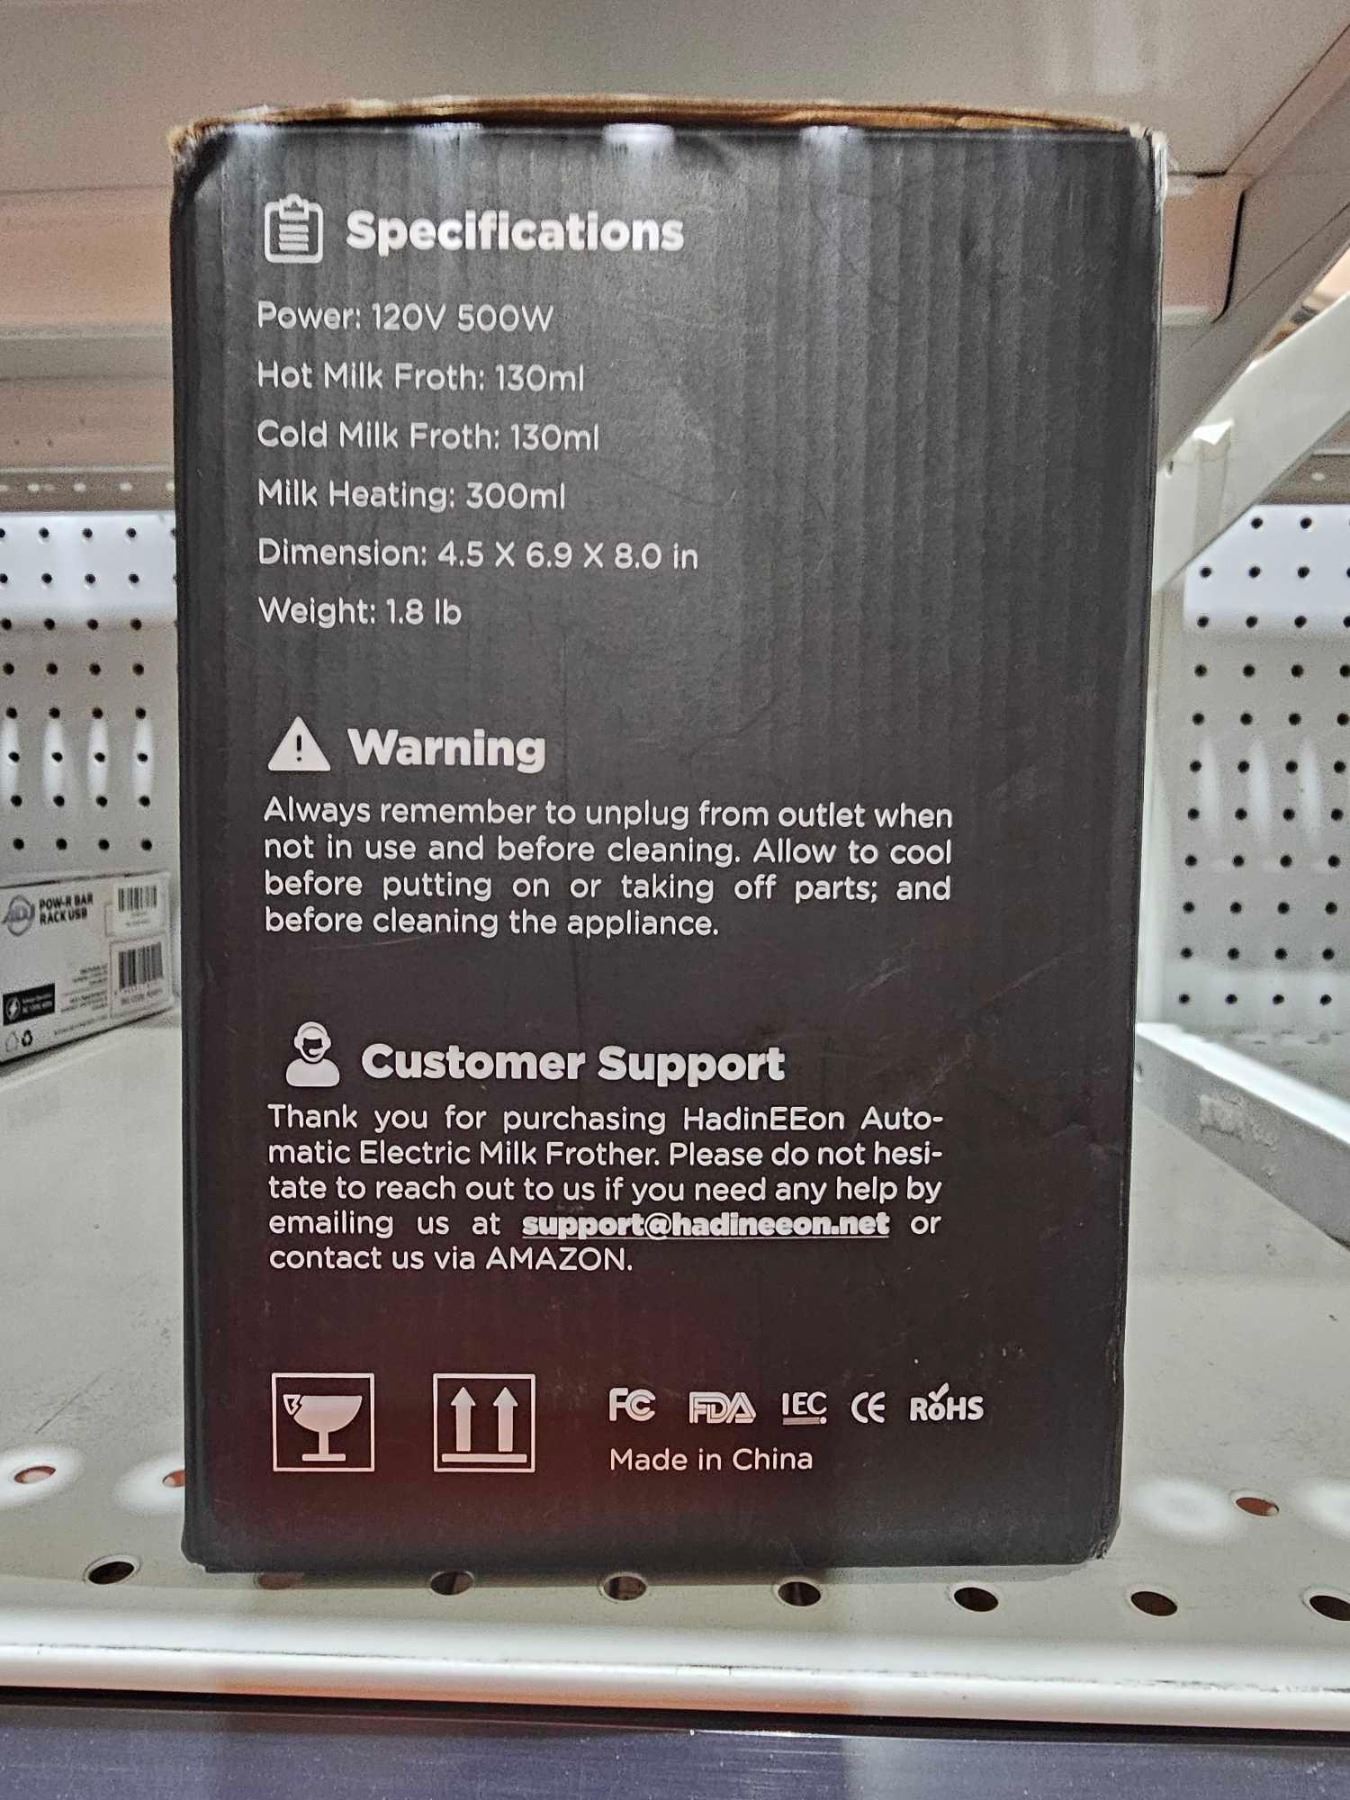 Specifications
Power: 120V 500W
Hot Milk Froth: 130ml
Cold Milk Froth: 130ml
Milk Heating: 300ml
Dimension: 4.5 X 6.9 X 8.0 in
Weight: 1.8 lb
Warning
Always remember to unplug from outlet when
not in use and before cleaning. Allow to cool
before putting on or taking off parts; and
before cleaning the appliance.
Customer Support
Thank you for purchasing HadinEEon Auto-
matic Electric Milk Frother. Please do not hesi-
tate to reach out to us if you need any help by
emailing us at support@hadineeon.net or
contact us via AMAZON.
FC FDA IEC CE RoHS
Made in China
POW-R BAR
RACK USB